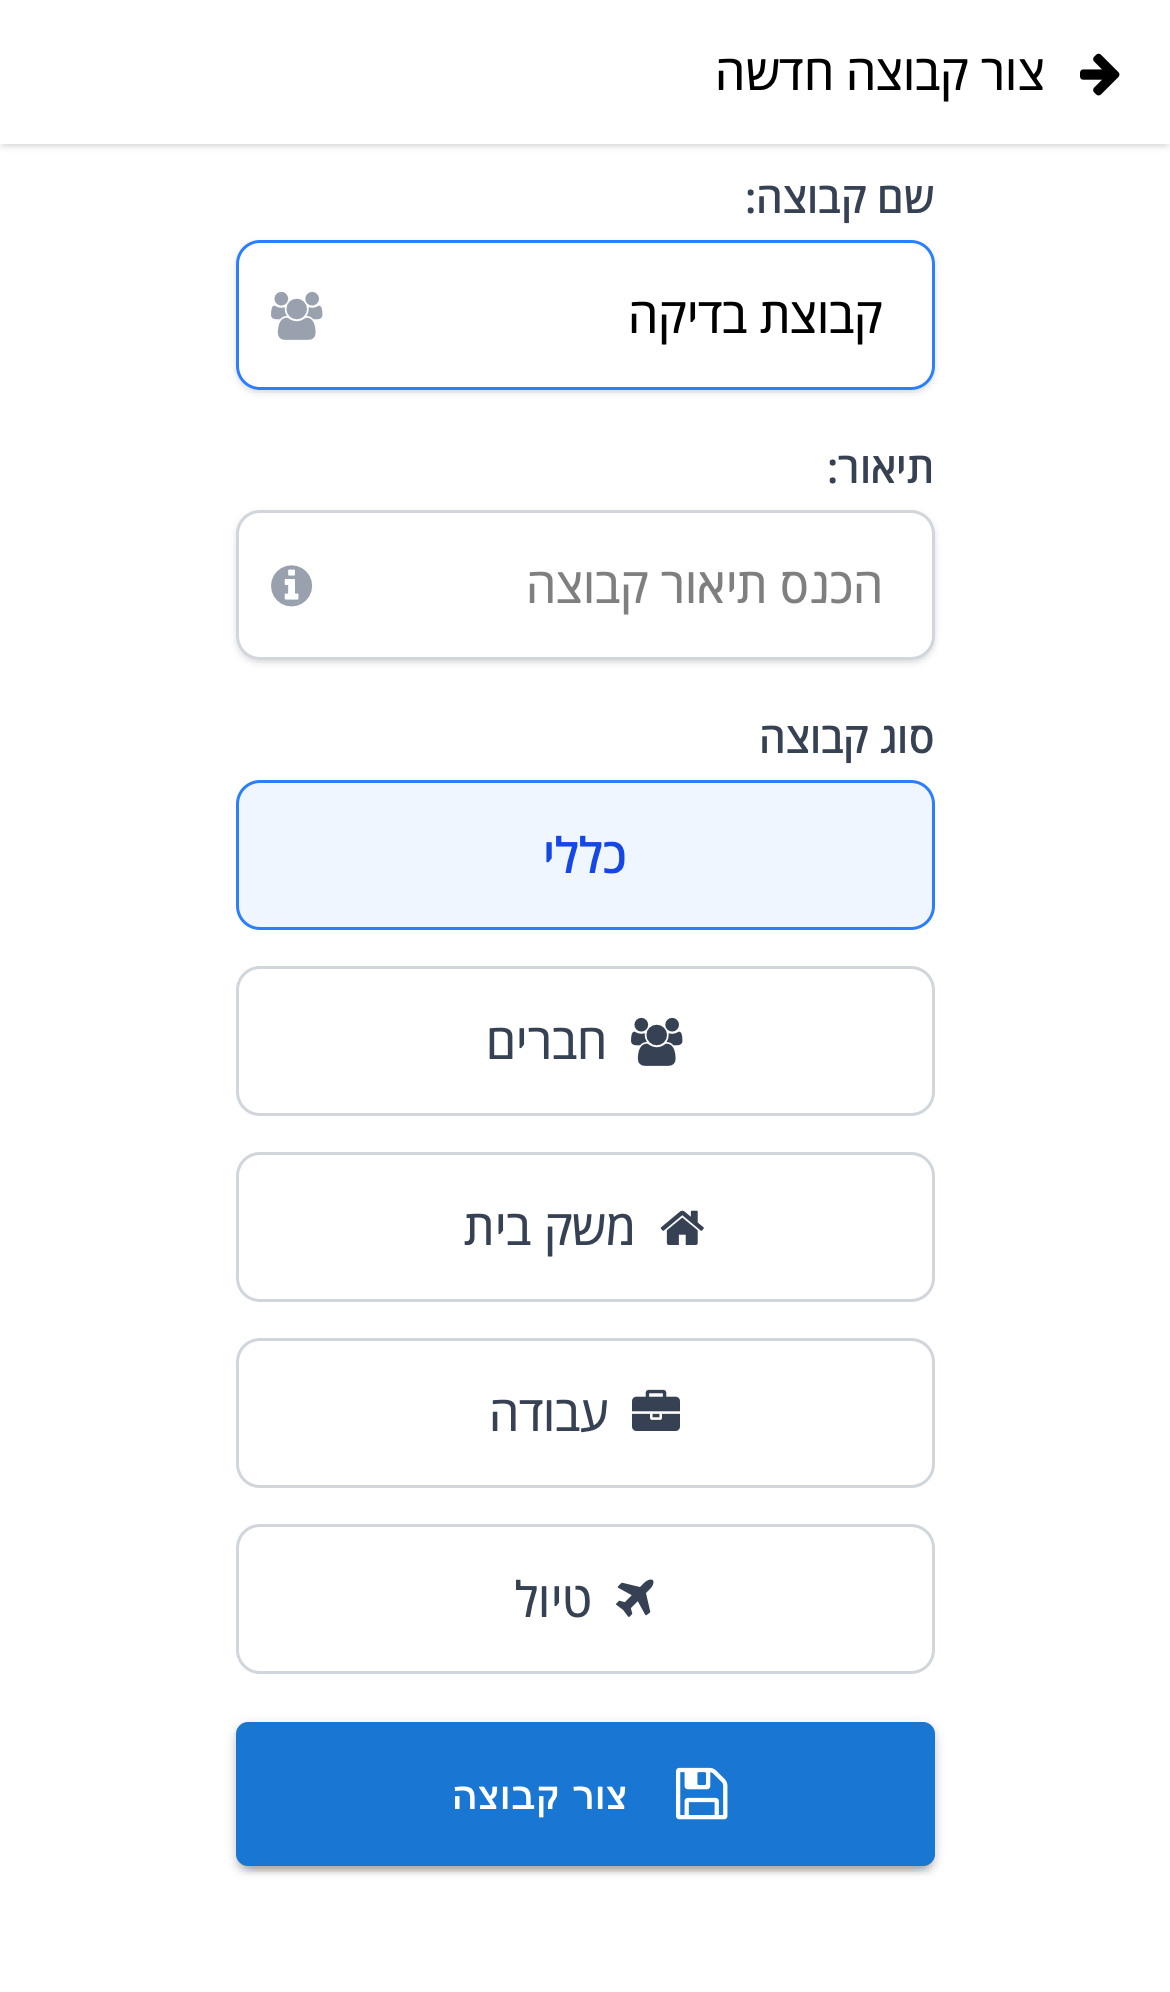 צור קבוצה חדשה
שם קבוצה:
קבוצת בדיקה
תיאור:
הכנס תיאור קבוצה
סוג קבוצה
כללי
חברים
משק בית
עבודה
טיול
צור קבוצה